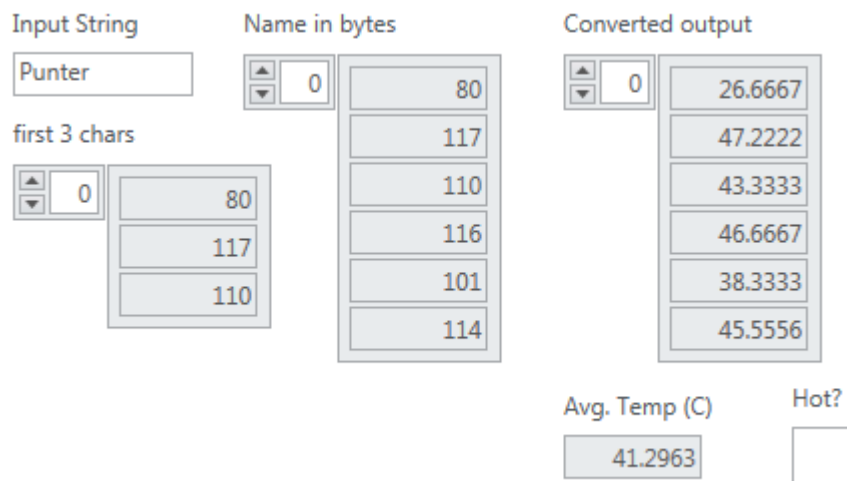 Input String
Punter
first 3 chars
0
80
117
110
Name in bytes
0
80
117
110
116
101
114
Converted output
0
26.6667
47.2222
43.3333
46.6667
38.3333
45.5556
Avg. Temp (C)
41.2963
Hot?